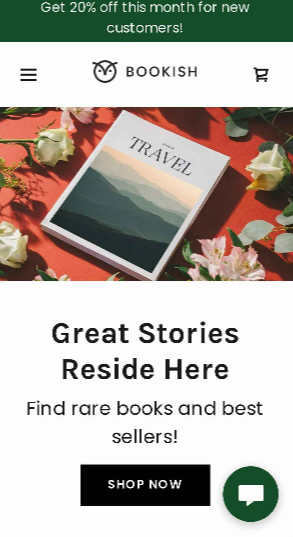 Get 20% off this month for new
customers!
BOOKISH
TRAVEL
Great Stories
Reside Here
Find rare books and best
sellers!
SHOP NOW